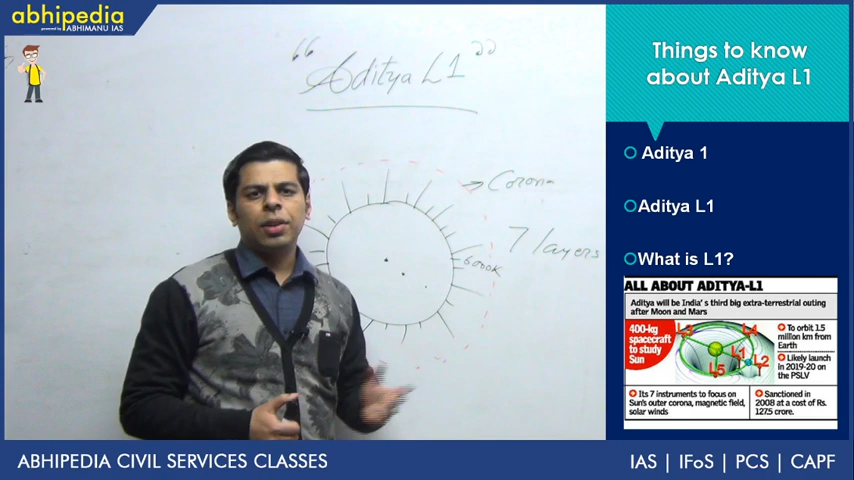 abhipedia
powered by ABHIMANU IAS
"Aditya L1"
Corona
7 layers
6000K
Things to know
about Aditya L1
Aditya 1
Aditya L1
What is L1?
ALL ABOUT ADITYA-L1
Aditya will be India's third big extra-terrestrial outing
after Moon and Mars
400-kg
spacecraft
to study
Sun
L3
L4
L1
L2
L5
To orbit 1.5
million km from
Earth
Likely launch
in 2019-20 on
the PSLV
Its 7 instruments to focus on
Sun's outer corona, magnetic field,
solar winds
Sanctioned in
2008 at a cost of Rs.
127.5 crore.
ABHIPEDIA CIVIL SERVICES CLASSES
IAS | IFoS | PCS | CAPF